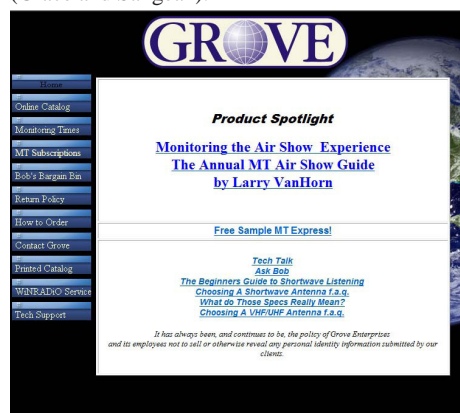 GROVE
Home
Online Catalog
Monitoring Times
MT Subscriptions
Bob's Bargain Bin
Return Policy
How to Order
Contact Grove
Printed Catalog
WiNRADiO Service
Tech Support
Product Spotlight
Monitoring the Air Show Experience
The Annual MT Air Show Guide
by Larry VanHorn
Free Sample MT Express!
Tech Talk
Ask Bob
The Beginners Guide to Shortwave Listening
Choosing A Shortwave Antenna f.a.q.
What do Those Specs Really Mean?
Choosing A VHF/UHF Antenna f.a.q.
It has always been, and continues to be, the policy of Grove Enterprises
and its employees not to sell or otherwise reveal any personal identity information submitted by our
clients.